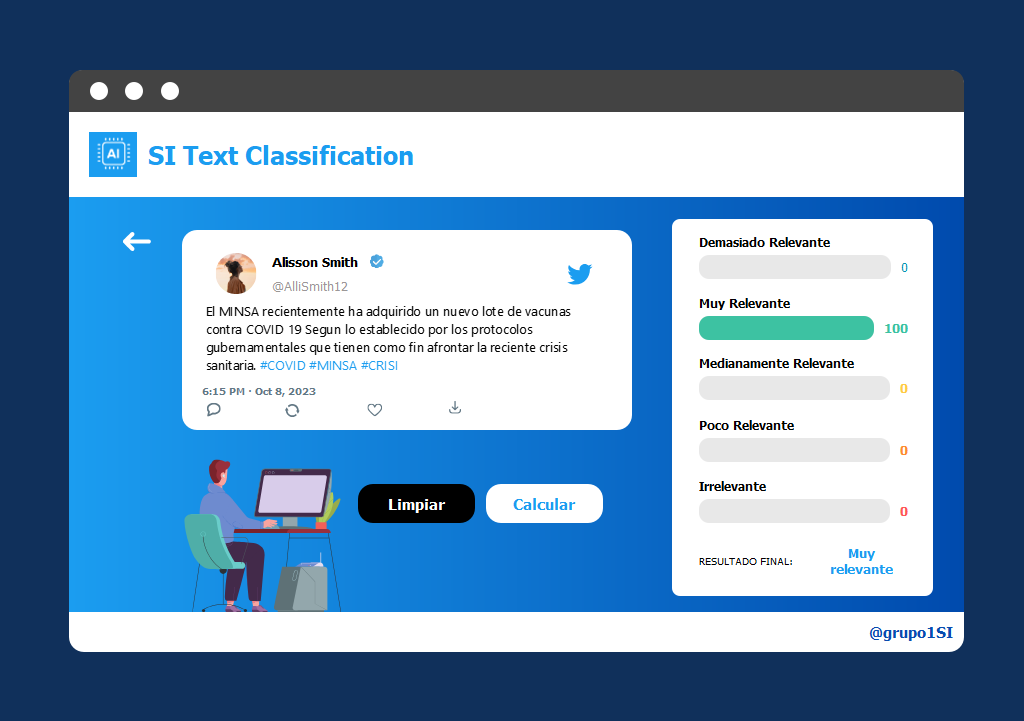 AI
SI Text Classification
Alisson Smith
@AlliSmith12
El MINSA recientemente ha adquirido un nuevo lote de vacunas
contra COVID 19 Segun lo establecido por los protocolos
gubernamentales que tienen como fin afrontar la reciente crisis
sanitaria. #COVID #MINSA #CRISI
6:15 PM · Oct 8, 2023
Limpiar
Calcular
Demasiado Relevante
0
Muy Relevante
100
Medianamente Relevante
0
Poco Relevante
0
Irrelevante
0
RESULTADO FINAL:
Muy
relevante
@grupo1SI